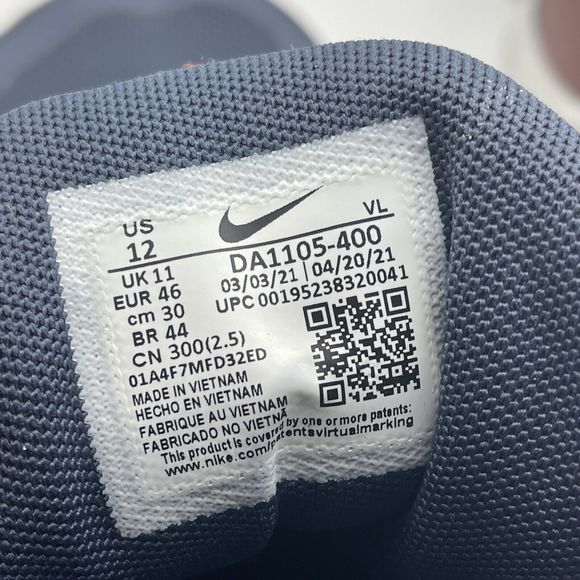 US
12
VL
DA1105-400
03/03/21 | 04/20/21
UPC 00195238320041
UK 11
EUR 46
cm 30
BR 44
CN 300(2.5)
01A4F7MFD32ED
MADE IN VIETNAM
HECHO EN VIETNAM
FABRIQUE AU VIETNAM
FABRICADO NO VIETNÃ
This product is covered by one or more patents:
www.nike.com/patentsvirtualmarking